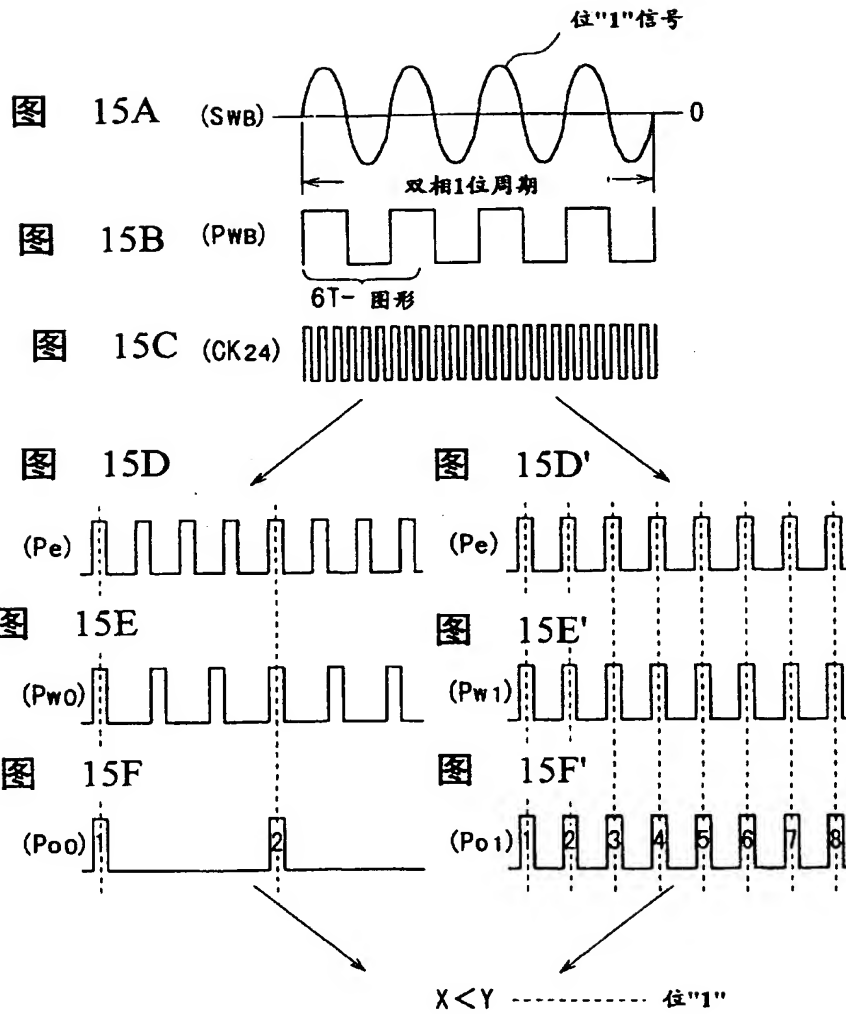 位"1"信号
图 15A (SWB) 0
双相1位周期
图 15B (PWB)
6T- 图形
图 15C (CK24)
图 15D
图 15D'
(Pe)
(Pe)
图 15E
图 15E'
(Pw0)
(Pw1)
图 15F
图 15F'
(Po0) 1 2
(Po1) 1 2 3 4 5 6 7 8
X<Y 位"1"